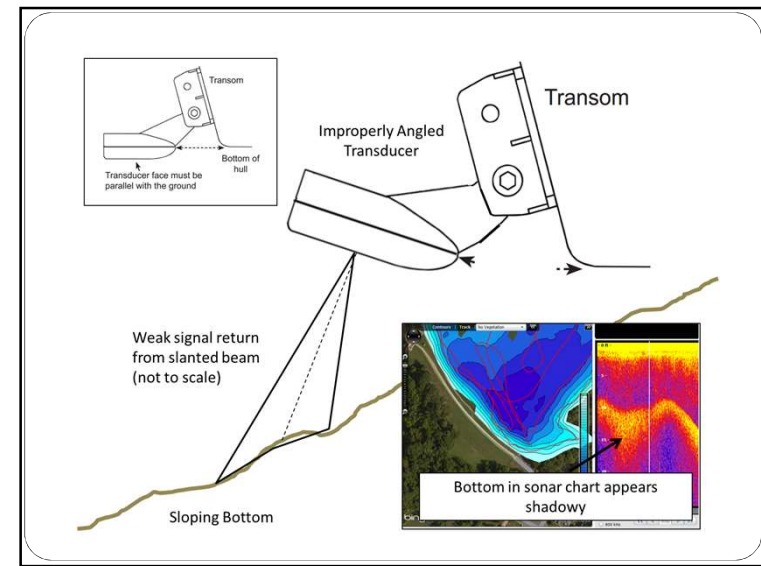 Transom
Bottom of
hull
Transducer face must be
parallel with the ground
Improperly Angled
Transducer
Transom
Weak signal return
from slanted beam
(not to scale)
Sloping Bottom
Contours Track No Vegetation
Bottom in sonar chart appears
shadowy
bing